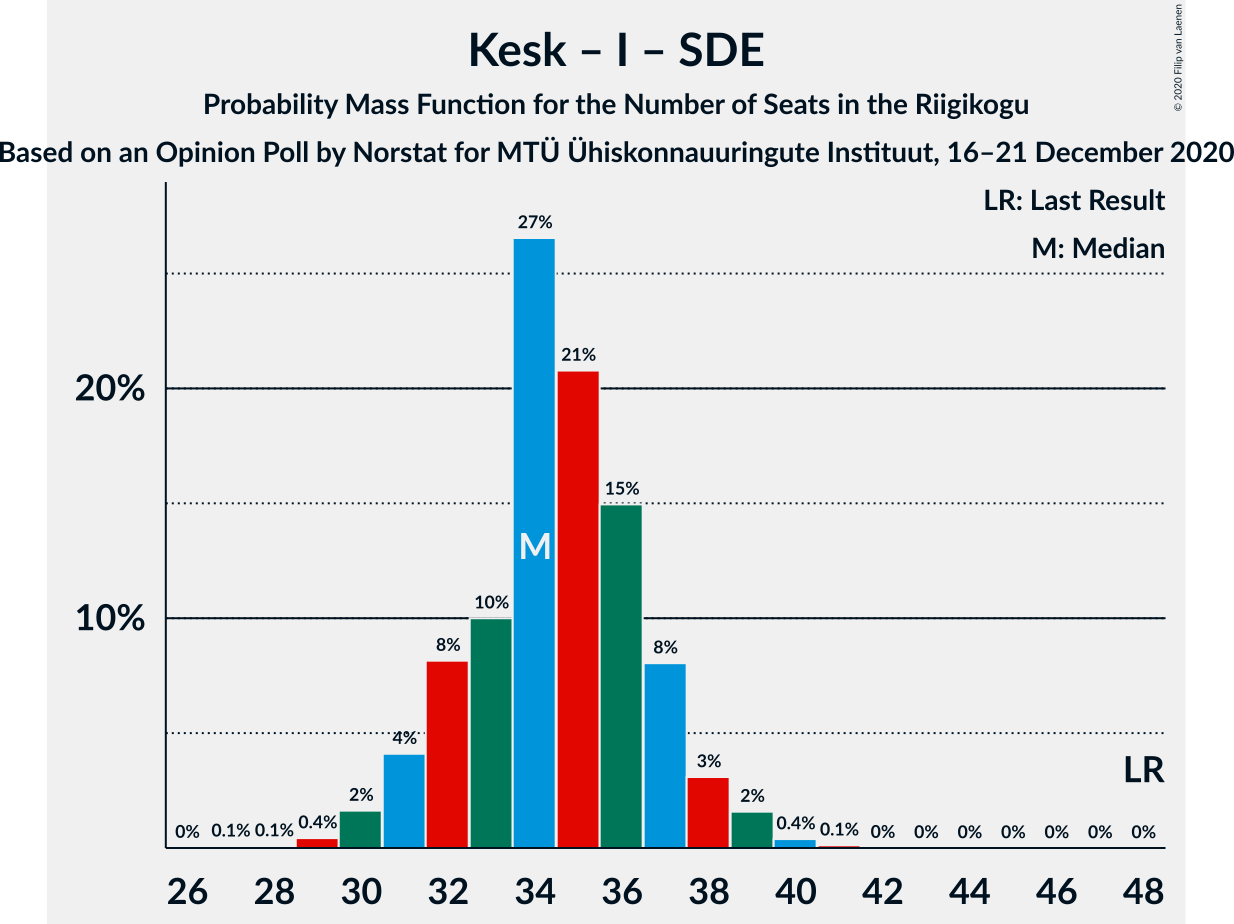 Kesk – I – SDE
Probability Mass Function for the Number of Seats in the Riigikogu
Based on an Opinion Poll by Norstat for MTÜ Ühiskonnauuringute Instituut, 16–21 December 2020
© 2020 Filip van Laenen
LR: Last Result
M: Median
27%
21%
20%
15%
M
10%
10%
8%
8%
4%
3%
LR
2%
2%
0%
0.1%
0.1%
0.4%
0.4%
0.1%
0%
0%
0%
0%
0%
0%
0%
26 28 30 32 34 36 38 40 42 44 46 48